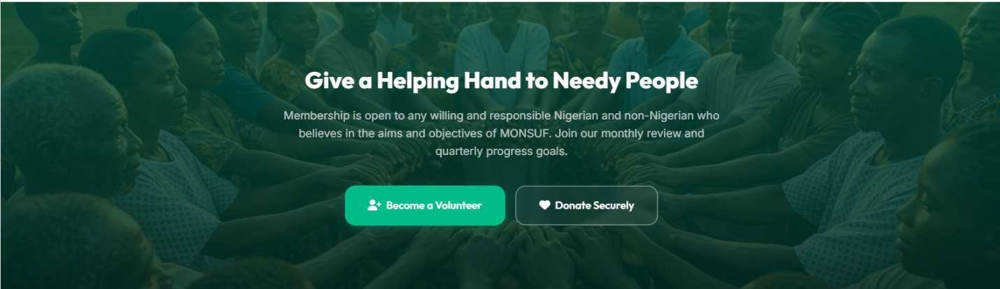 Give a Helping Hand to Needy People
Membership is open to any willing and responsible Nigerian and non-Nigerian who
believes in the aims and objectives of MONSUF. Join our monthly review and
quarterly progress goals.
Become a Volunteer
Donate Securely